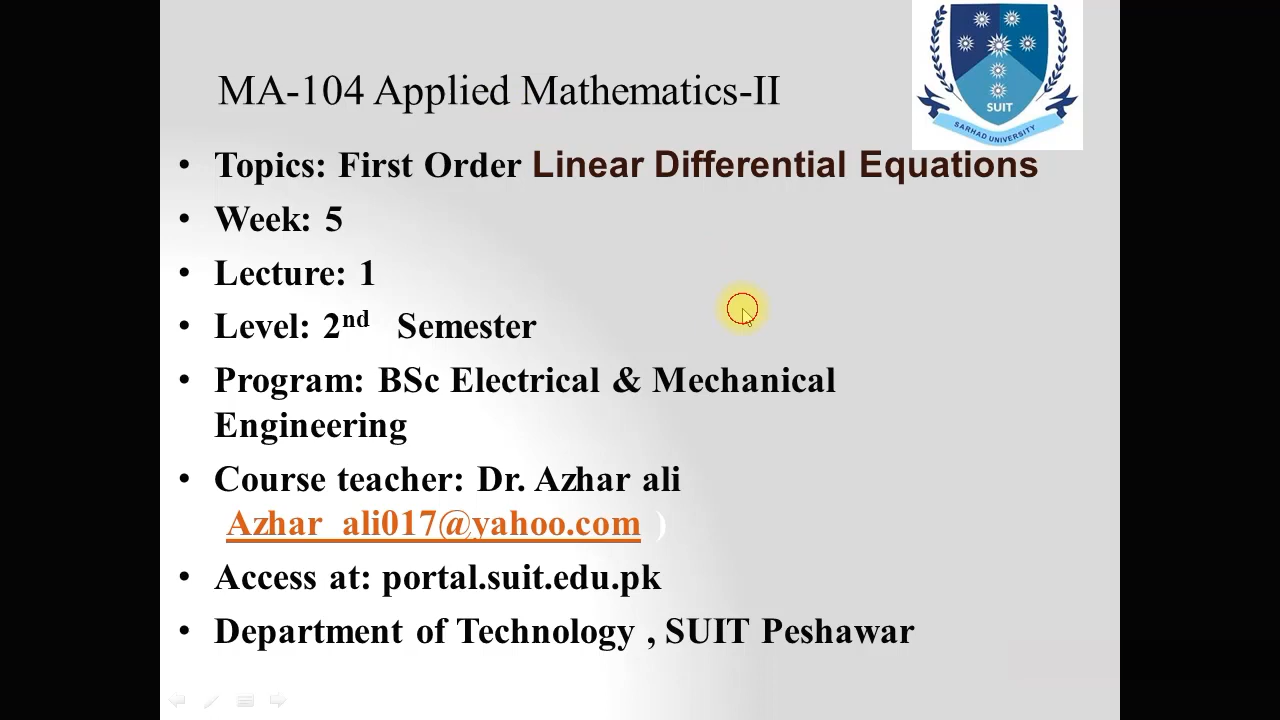 SUIT
SARHAD UNIVERSITY
MA-104 Applied Mathematics-II
• Topics: First Order Linear Differential Equations
• Week: 5
• Lecture: 1
• Level: 2nd Semester
• Program: BSc Electrical & Mechanical
Engineering
• Course teacher: Dr. Azhar ali
Azhar_ali017@yahoo.com )
• Access at: portal.suit.edu.pk
• Department of Technology , SUIT Peshawar